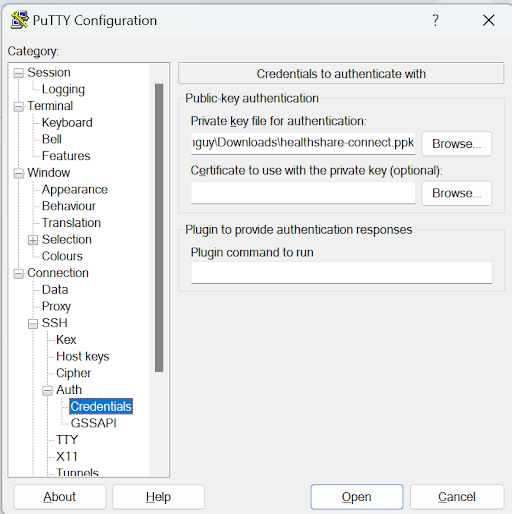 PuTTY Configuration
?
Category:
Session
Logging
Terminal
Keyboard
Bell
Features
Window
Appearance
Behaviour
Translation
Selection
Colours
Connection
Data
Proxy
SSH
Kex
Host keys
Cipher
Auth
Credentials
GSSAPI
TTY
X11
Tunnels
Credentials to authenticate with
Public-key authentication
Private key file for authentication:
guy\Downloads\healthshare-connect.ppk
Browse...
Certificate to use with the private key (optional):
Browse...
Plugin to provide authentication responses
Plugin command to run
About
Help
Open
Cancel